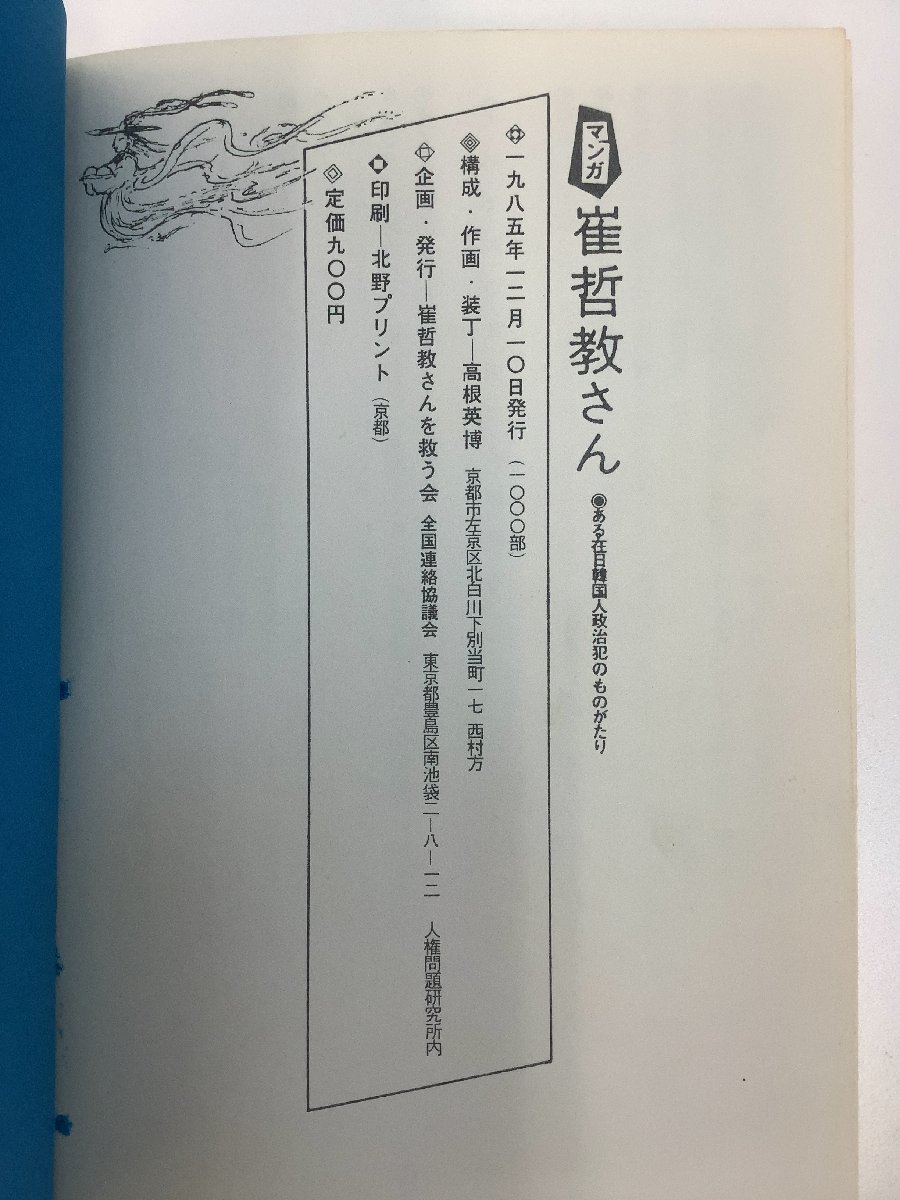 マンガ 崔哲教さん ◉ある在日韓国人政治犯のものがたり
一九八五年一二月一〇日発行（一〇〇〇部）
構成・作画・装丁―高根英博 京都市左京区北白川下別当町一七 西村方
企画・発行―崔哲教さんを救う会 全国連絡協議会 東京都豊島区南池袋二―八―一二 人権問題研究所内
印刷―北野プリント（京都）
定価九〇〇円